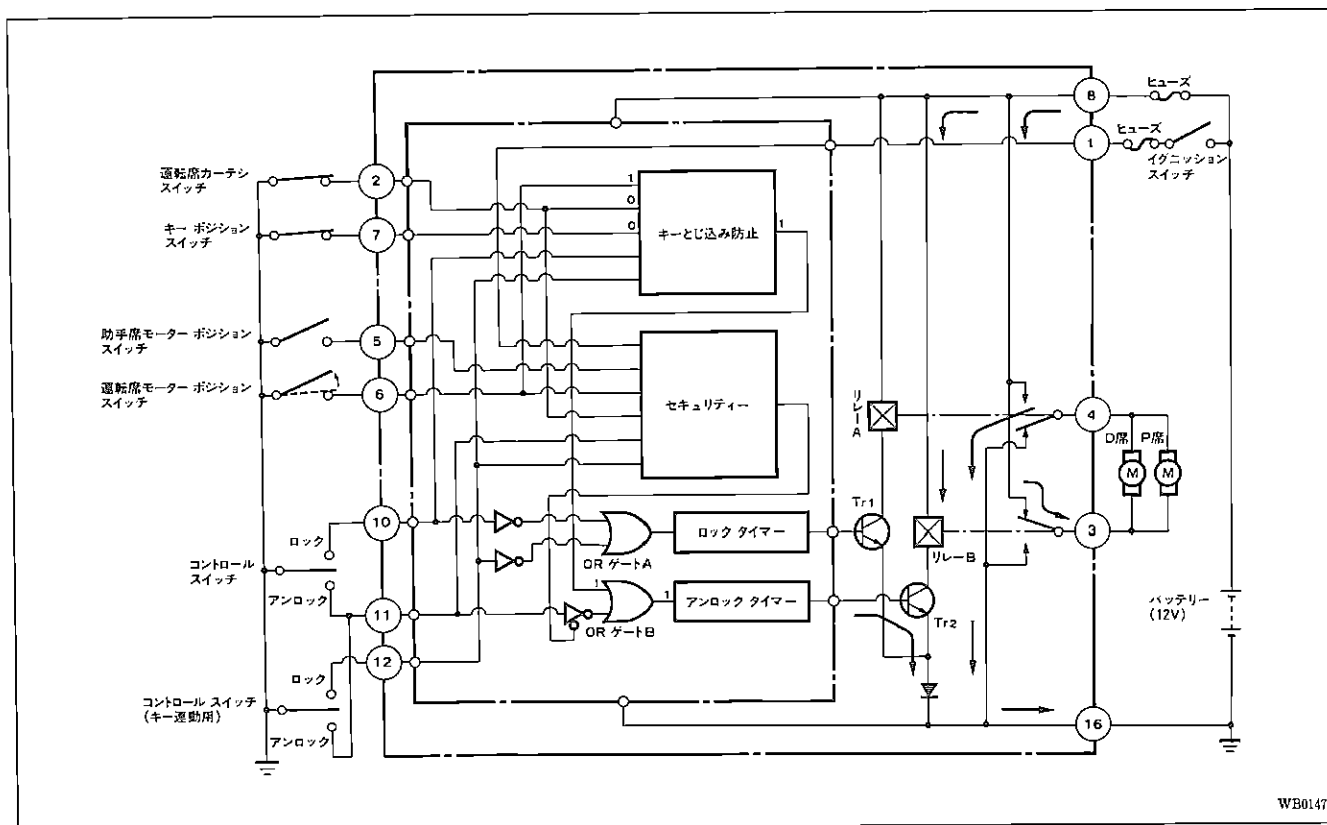 ヒューズ
8
ヒューズ
1
イグニッション
スイッチ
運転席カーテシ
スイッチ
2
1
0
キー ポジション
スイッチ
7
0
キーとじ込み防止
1
助手席モーター ポジション
スイッチ
5
運転席モーター ポジション
スイッチ
6
セキュリティー
リレーA
4
D席
P席
M
M
Tr1
3
リレーB
10
ロック
ロック タイマー
OR ゲートA
コントロール
スイッチ
アンロック
11
1
1
アンロック タイマー
OR ゲートB
Tr2
バッテリー
(12V)
12
ロック
コントロール スイッチ
(キー連動用)
アンロック
16
WB0147